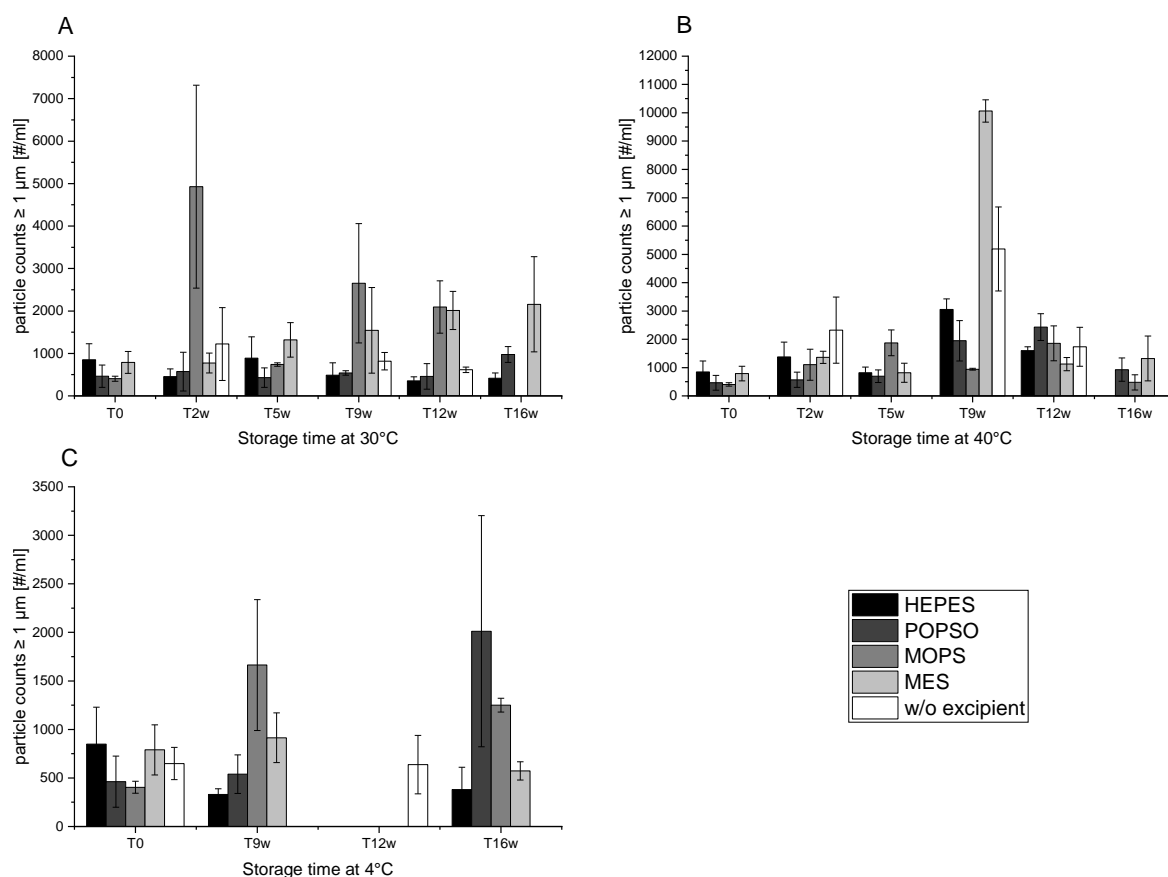 A
particle counts ≥ 1 µm [#/ml]
8000
7000
6000
5000
4000
3000
2000
1000
0
T0 T2w T5w T9w T12w T16w
Storage time at 30°C
B
particle counts ≥ 1 µm [#/ml]
12000
11000
10000
9000
8000
7000
6000
5000
4000
3000
2000
1000
0
T0 T2w T5w T9w T12w T16w
Storage time at 40°C
C
particle counts ≥ 1 µm [#/ml]
3500
3000
2500
2000
1500
1000
500
0
T0 T9w T12w T16w
Storage time at 4°C
HEPES
POPSO
MOPS
MES
w/o excipient